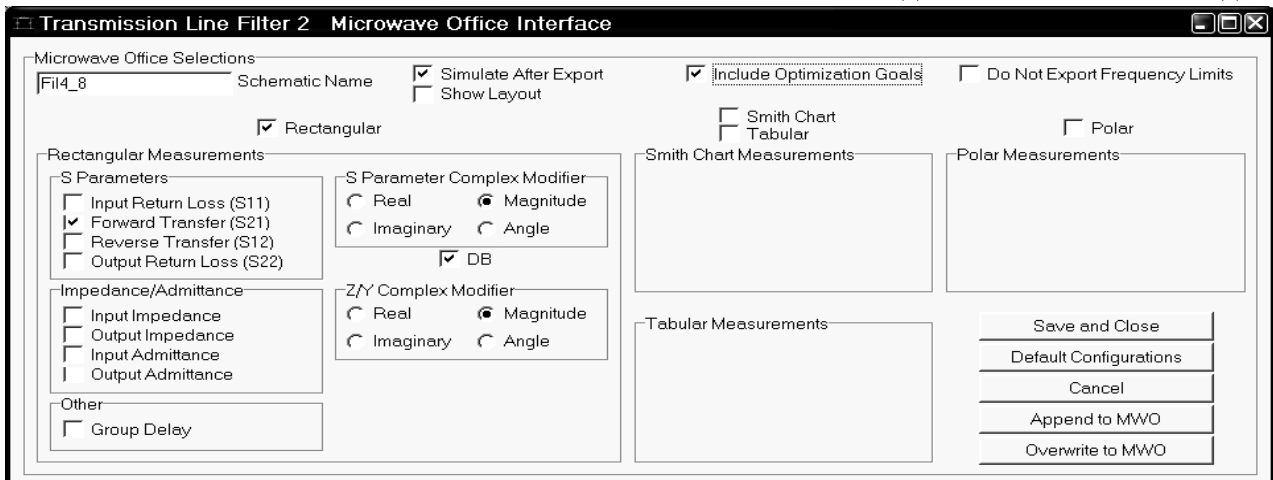 Transmission Line Filter 2 Microwave Office Interface
Microwave Office Selections
Fil4_8 Schematic Name
Simulate After Export
Show Layout
Include Optimization Goals
Do Not Export Frequency Limits
Rectangular
Smith Chart
Tabular
Polar
Rectangular Measurements
S Parameters
Input Return Loss (S11)
Forward Transfer (S21)
Reverse Transfer (S12)
Output Return Loss (S22)
S Parameter Complex Modifier
Real Magnitude
Imaginary Angle
DB
Impedance/Admittance
Input Impedance
Output Impedance
Input Admittance
Output Admittance
Z/Y Complex Modifier
Real Magnitude
Imaginary Angle
Other
Group Delay
Smith Chart Measurements
Polar Measurements
Tabular Measurements
Save and Close
Default Configurations
Cancel
Append to MWO
Overwrite to MWO